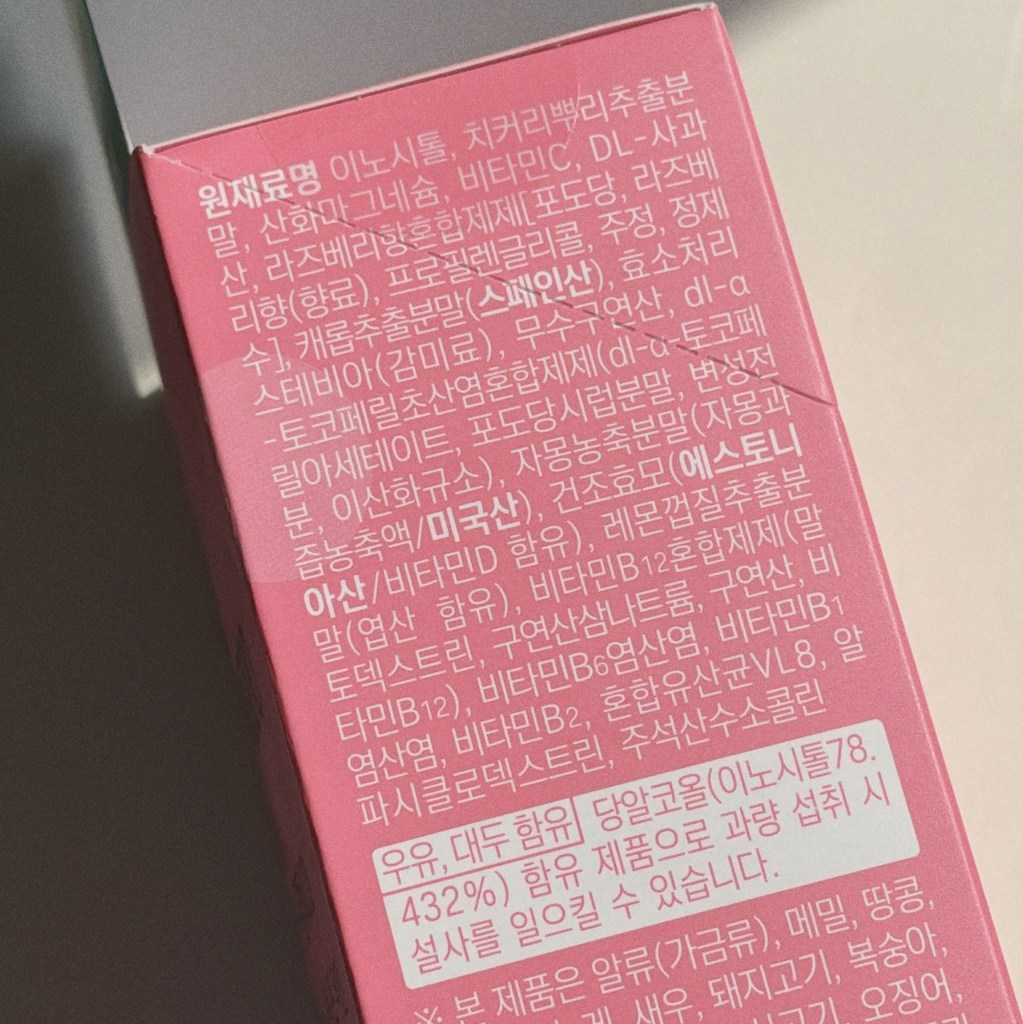 원재료명 이노시톨, 치커리뿌리추출분
말, 산화마그네슘, 비타민C, DL-사과
산, 라즈베리향혼합제제[포도당, 라즈베
리향(향료), 프로필렌글리콜, 주정, 정제
수], 캐롭추출분말(스페인산), 효소처리
스테비아(감미료), 무수구연산, dl-α
-토코페릴초산염혼합제제(dl-α-토코페
릴아세테이트, 포도당시럽분말, 변성전
분, 이산화규소), 자몽농축분말(자몽과
즙농축액/미국산), 건조효모(에스토니
아산/비타민D 함유), 레몬껍질추출분
말(엽산 함유), 비타민B12혼합제제(말
토덱스트린, 구연산삼나트륨, 구연산, 비
타민B12), 비타민B6염산염, 비타민B1
염산염, 비타민B2, 혼합유산균VL8, 알
파시클로덱스트린, 주석산수소콜린
우유, 대두 함유 당알코올(이노시톨78.
432%) 함유 제품으로 과량 섭취 시
설사를 일으킬 수 있습니다.
※ 본 제품은 알류(가금류), 메밀, 땅콩,
게, 새우, 돼지고기, 복숭아,
오징어,